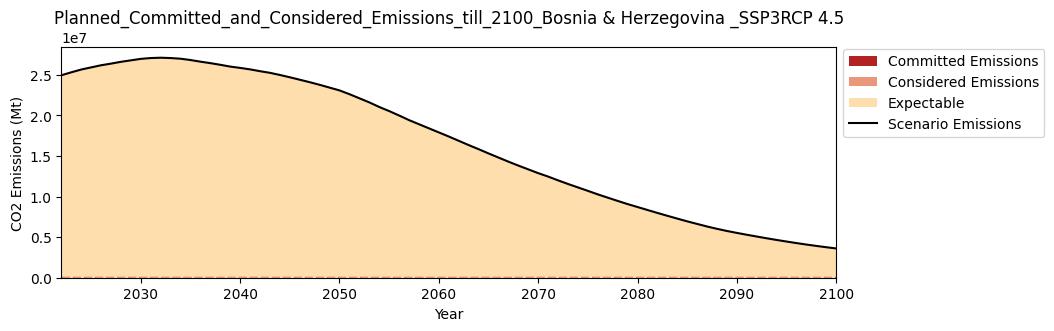 Planned_Committed_and_Considered_Emissions_till_2100_Bosnia & Herzegovina _SSP3RCP 4.5
1e7
Committed Emissions
Considered Emissions
Expectable
Scenario Emissions
CO2 Emissions (Mt)
2.5
2.0
1.5
1.0
0.5
0.0
2030 2040 2050 2060 2070 2080 2090 2100
Year